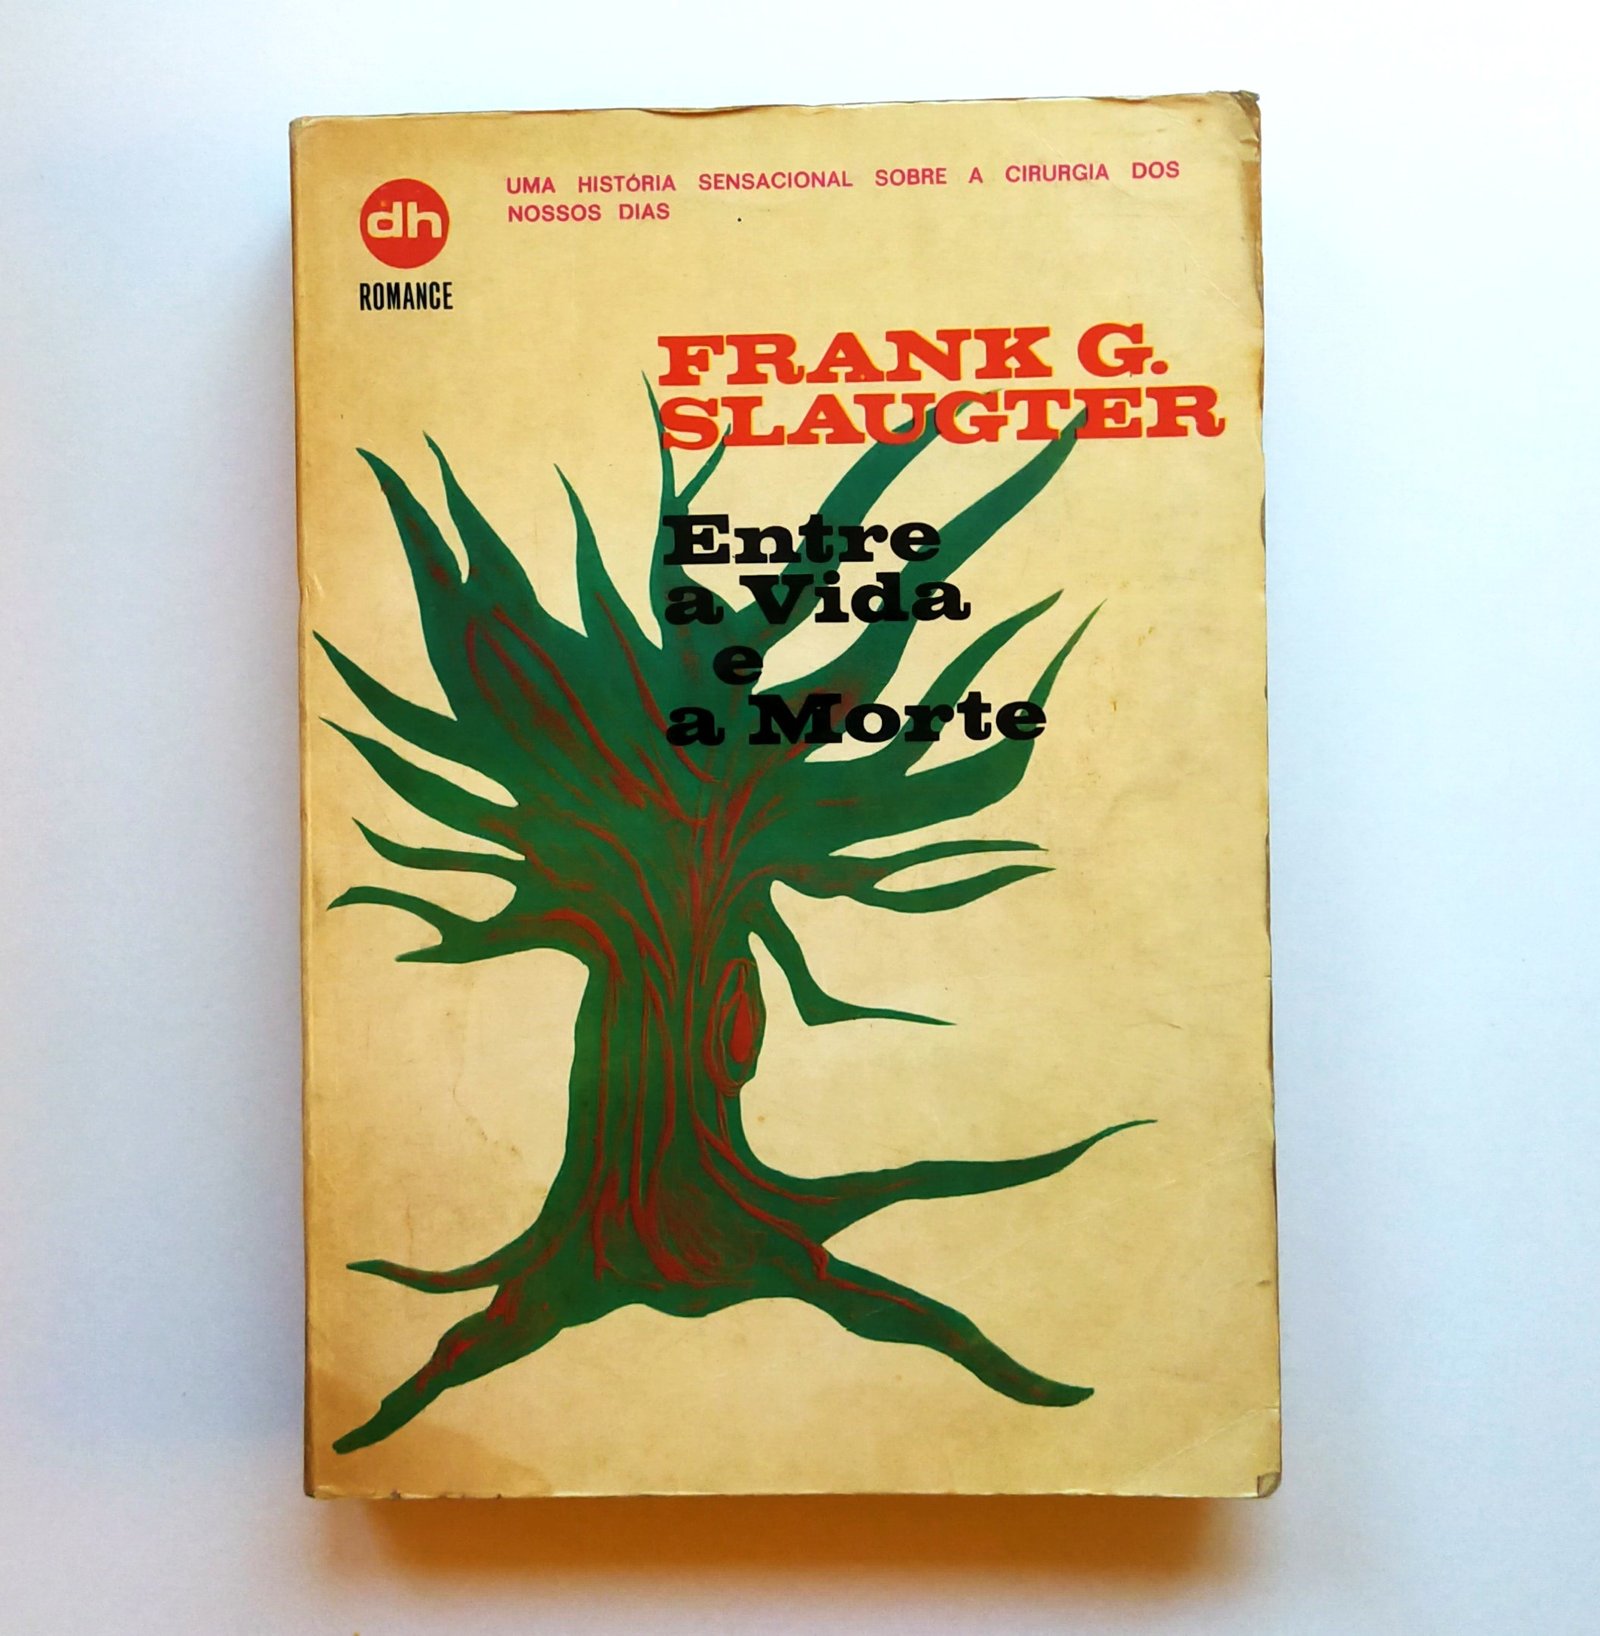 dh
ROMANCE
UMA HISTÓRIA SENSACIONAL SOBRE A CIRURGIA DOS
NOSSOS DIAS
FRANK G.
SLAUGTER
Entre
a Vida
e
a Morte